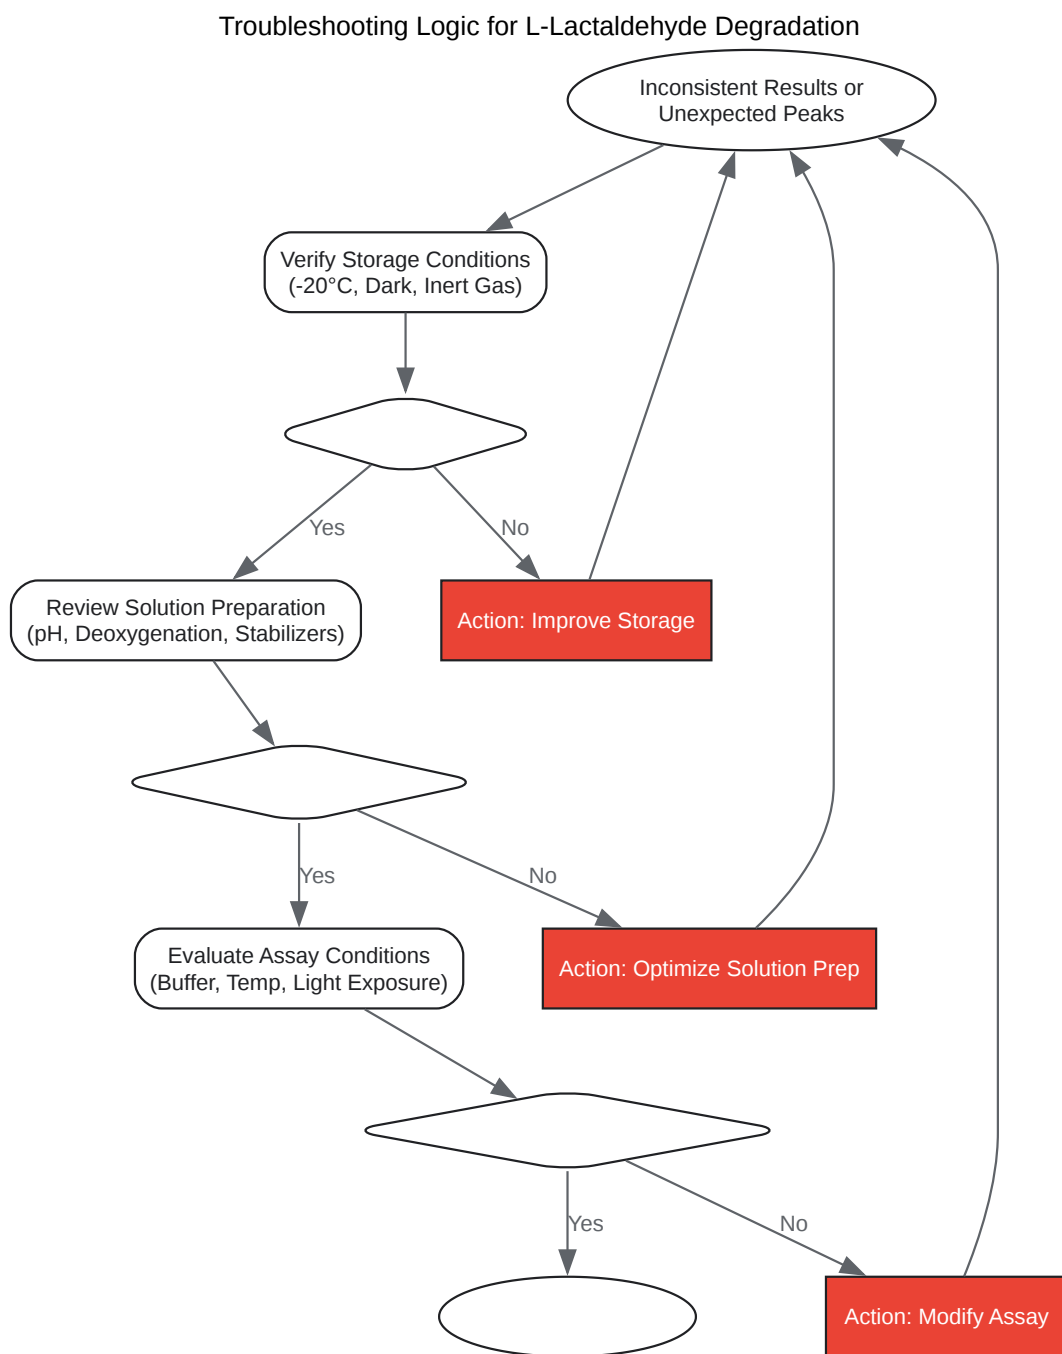 Troubleshooting Logic for L-Lactaldehyde Degradation
Inconsistent Results or
Unexpected Peaks
Verify Storage Conditions
(-20°C, Dark, Inert Gas)
Yes
No
Review Solution Preparation
(pH, Deoxygenation, Stabilizers)
Action: Improve Storage
Yes
No
Evaluate Assay Conditions
(Buffer, Temp, Light Exposure)
Action: Optimize Solution Prep
Yes
No
Action: Modify Assay